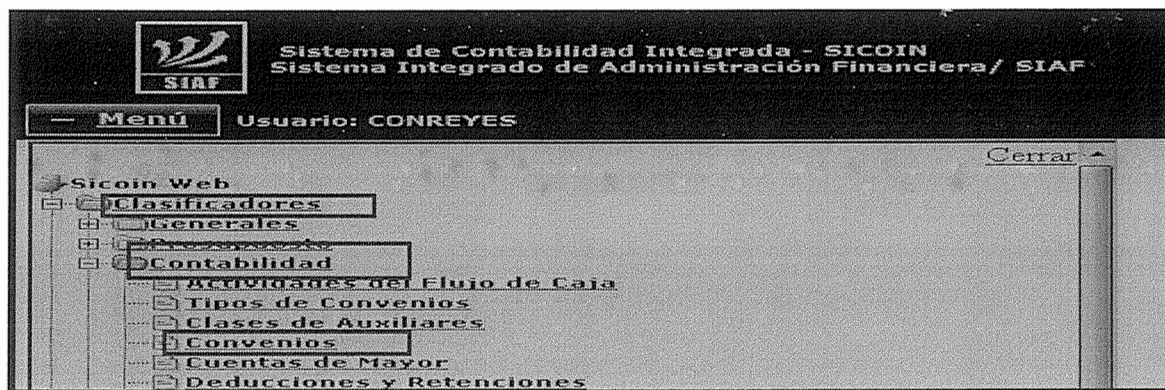 Sistema de Contabilidad Integrada - SICOIN
Sistema Integrado de Administración Financiera/ SIAF
SIAF
— Menú
Usuario: CONREYES
Cerrar
Sicoin Web
Clasificadores
Generales
Presupuesto
Contabilidad
Actividades del Flujo de Caja
Tipos de Convenios
Clases de Auxiliares
Convenios
Cuentas de Mayor
Deducciones y Retenciones